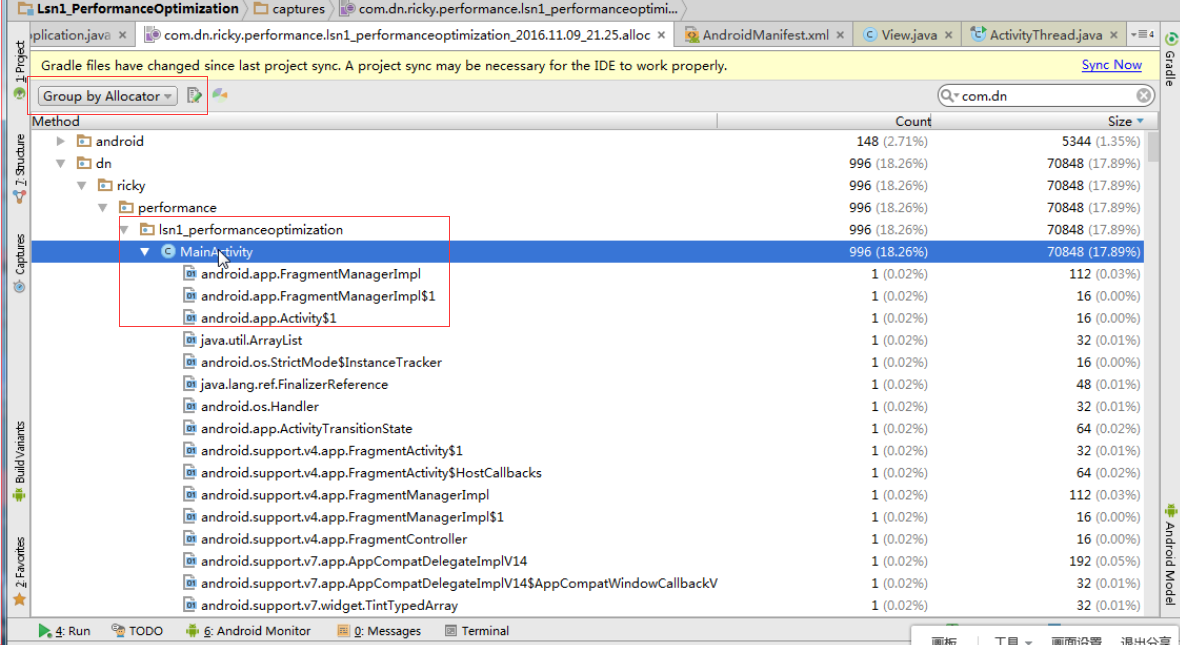 Lsn1_PerformanceOptimization captures com.dn.ricky.performance.lsn1_performanceoptimi...
plication.java com.dn.ricky.performance.lsn1_performanceoptimization_2016.11.09_21.25.alloc AndroidManifest.xml View.java ActivityThread.java 4
Gradle files have changed since last project sync. A project sync may be necessary for the IDE to work properly. Sync Now
Group by Allocator com.dn
Method Count Size
android 148 (2.71%) 5344 (1.35%)
dn 996 (18.26%) 70848 (17.89%)
ricky 996 (18.26%) 70848 (17.89%)
performance 996 (18.26%) 70848 (17.89%)
lsn1_performanceoptimization 996 (18.26%) 70848 (17.89%)
MainActivity 996 (18.26%) 70848 (17.89%)
android.app.FragmentManagerImpl 1 (0.02%) 112 (0.03%)
android.app.FragmentManagerImpl$1 1 (0.02%) 16 (0.00%)
android.app.Activity$1 1 (0.02%) 16 (0.00%)
java.util.ArrayList 1 (0.02%) 32 (0.01%)
android.os.StrictMode$InstanceTracker 1 (0.02%) 16 (0.00%)
java.lang.ref.FinalizerReference 1 (0.02%) 48 (0.01%)
android.os.Handler 1 (0.02%) 32 (0.01%)
android.app.ActivityTransitionState 1 (0.02%) 64 (0.02%)
android.support.v4.app.FragmentActivity$1 1 (0.02%) 32 (0.01%)
android.support.v4.app.FragmentActivity$HostCallbacks 1 (0.02%) 64 (0.02%)
android.support.v4.app.FragmentManagerImpl 1 (0.02%) 112 (0.03%)
android.support.v4.app.FragmentManagerImpl$1 1 (0.02%) 16 (0.00%)
android.support.v4.app.FragmentController 1 (0.02%) 16 (0.00%)
android.support.v7.app.AppCompatDelegateImplV14 1 (0.02%) 192 (0.05%)
android.support.v7.app.AppCompatDelegateImplV14$AppCompatWindowCallbackV 1 (0.02%) 32 (0.01%)
android.support.v7.widget.TintTypedArray 1 (0.02%) 32 (0.01%)
1: Project
7: Structure
Captures
Build Variants
2: Favorites
Gradle
Android Model
4: Run TODO 6: Android Monitor 0: Messages Terminal
画板 工具 画面设置 退出分享